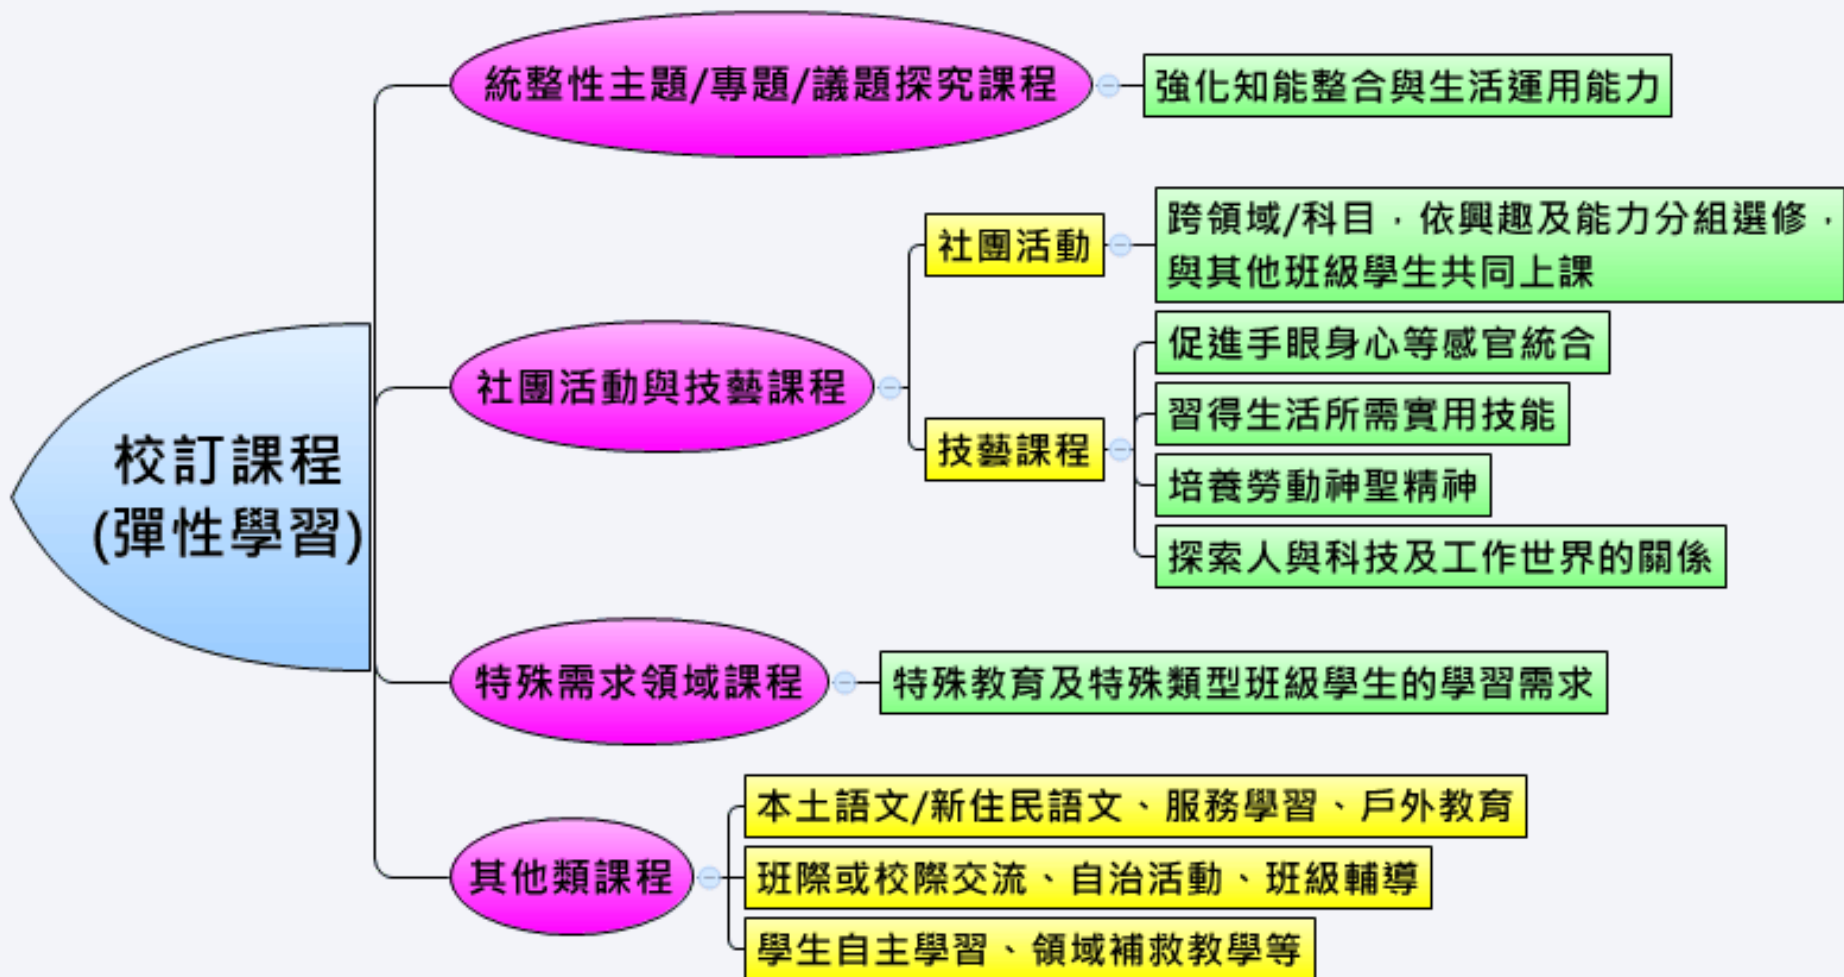 統整性主題/專題/議題探究課程
強化知能整合與生活運用能力
社團活動與技藝課程
社團活動
跨領域/科目，依興趣及能力分組選修，
與其他班級學生共同上課
技藝課程
促進手眼身心等感官統合
習得生活所需實用技能
培養勞動神聖精神
探索人與科技及工作世界的關係
校訂課程
(彈性學習)
特殊需求領域課程
特殊教育及特殊類型班級學生的學習需求
其他類課程
本土語文/新住民語文、服務學習、戶外教育
班際或校際交流、自治活動、班級輔導
學生自主學習、領域補救教學等